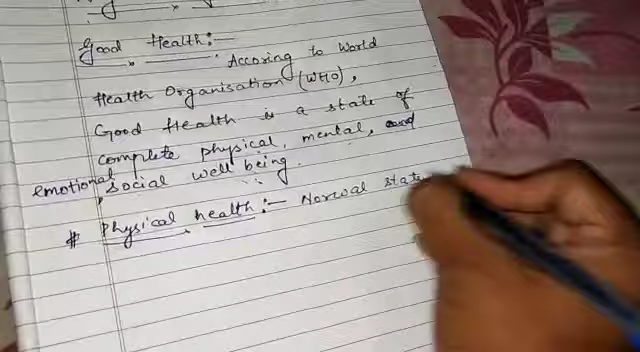 Good Health:-
Accoring to World
Health Organisation (WHO),
Good Health is a state of
complete physical, mental, and
emotional, social well being.
# Physical health:- Normal state